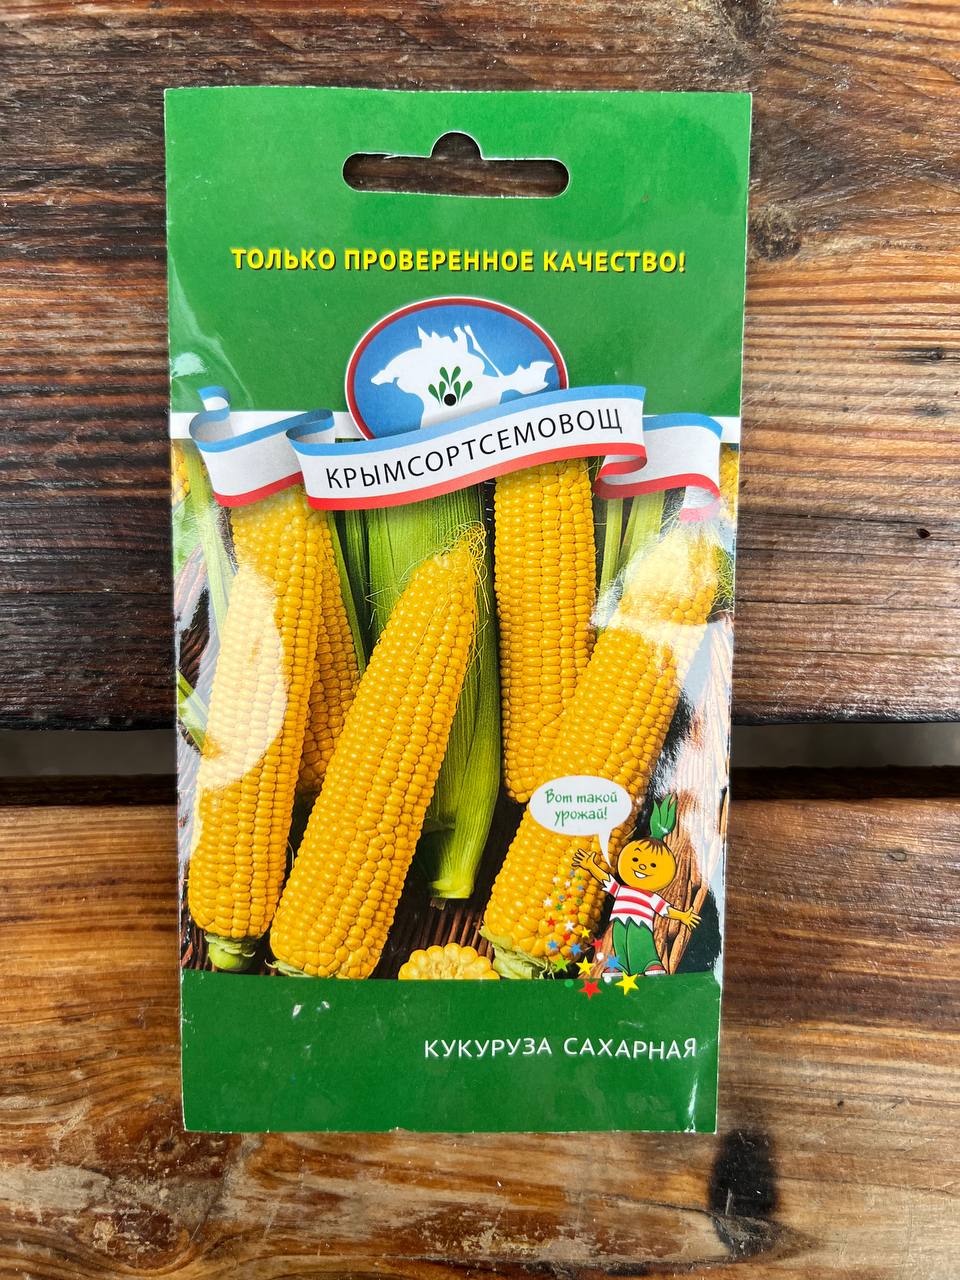 ТОЛЬКО ПРОВЕРЕННОЕ КАЧЕСТВО!
КРЫМСОРТСЕМОВОЩ
Вот такой
урожай!
КУКУРУЗА САХАРНАЯ